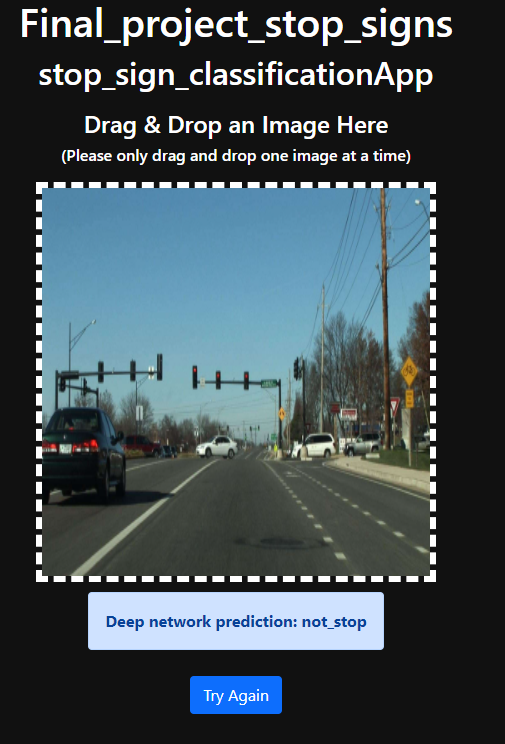 Final_project_stop_signs
stop_sign_classificationApp
Drag & Drop an Image Here
(Please only drag and drop one image at a time)
Deep network prediction: not_stop
Try Again